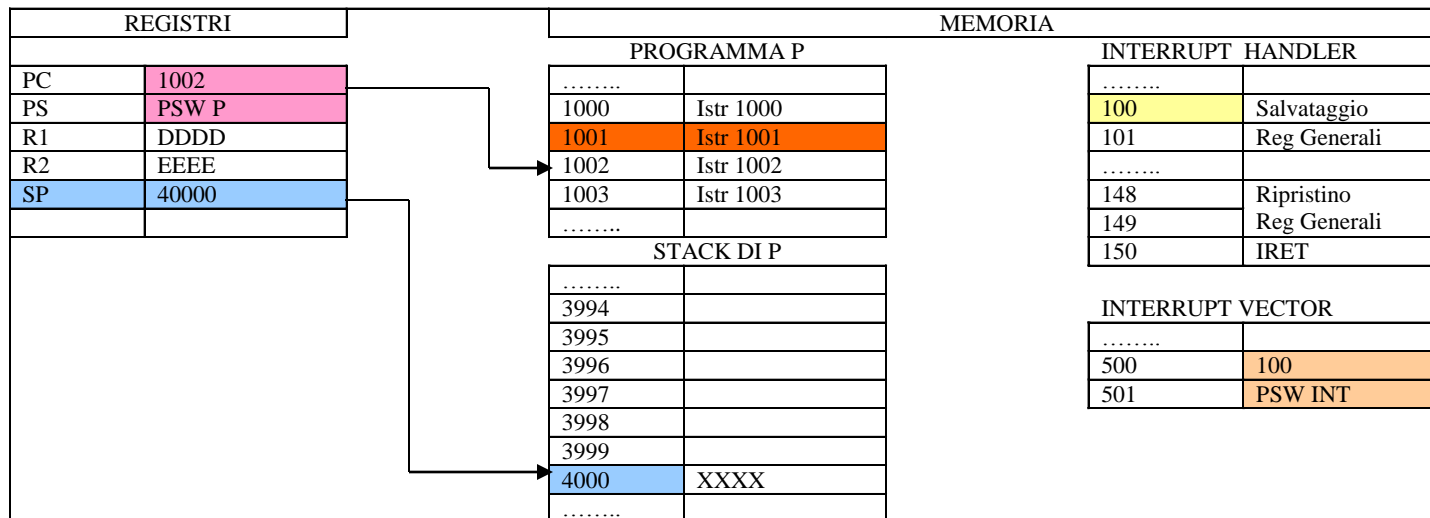 REGISTRI MEMORIA
PROGRAMMA P INTERRUPT HANDLER
PC 1002 …….. ……..
PS PSW P 1000 Istr 1000 100 Salvataggio
R1 DDDD 1001 Istr 1001 101 Reg Generali
R2 EEEE 1002 Istr 1002 ……..
SP 40000 1003 Istr 1003 148 Ripristino
…….. 149 Reg Generali
STACK DI P 150 IRET
……..
3994 INTERRUPT VECTOR
3995 ……..
3996 500 100
3997 501 PSW INT
3998
3999
4000 XXXX
……..